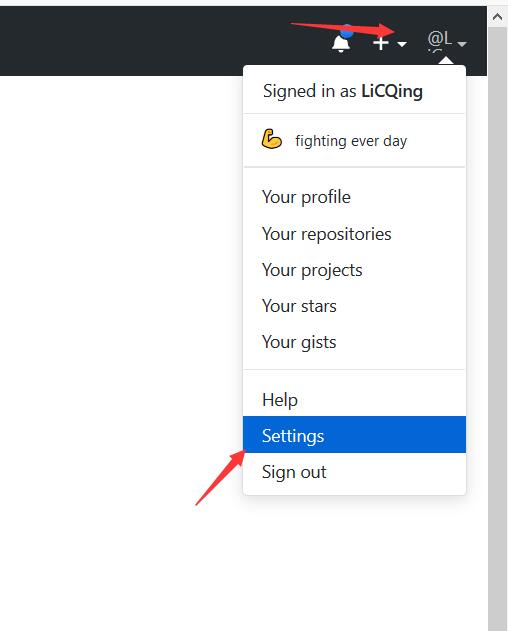 @L
Signed in as LiCQing
fighting ever day
Your profile
Your repositories
Your projects
Your stars
Your gists
Help
Settings
Sign out